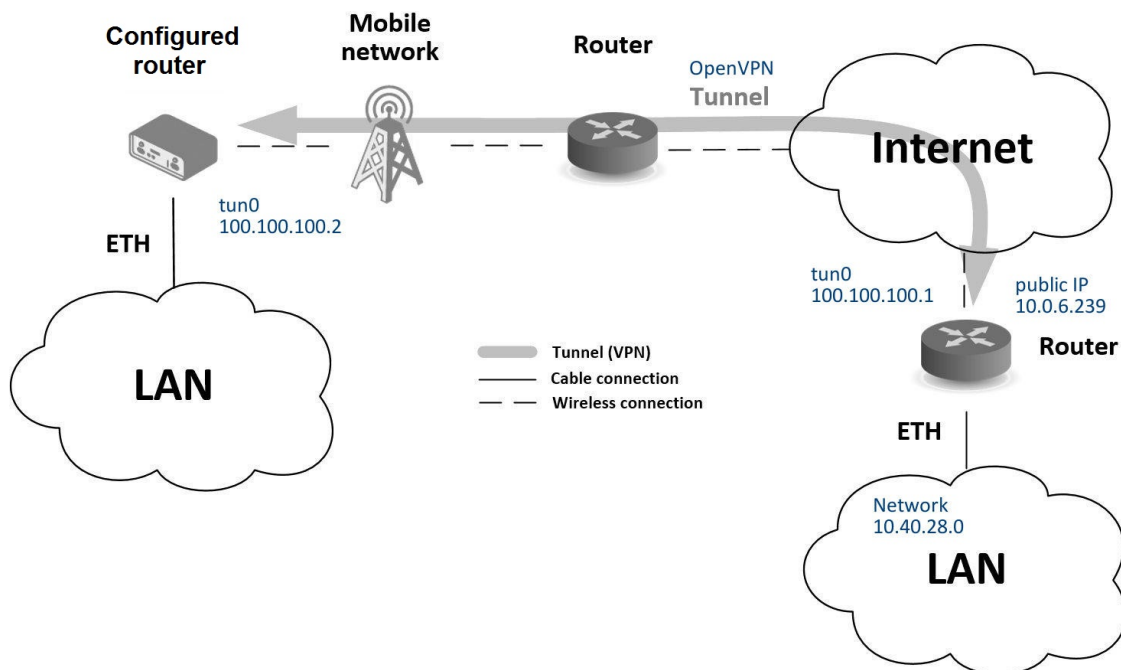 Configured
router
Mobile
network
Router
OpenVPN
Tunnel
Internet
tun0
100.100.100.2
ETH
LAN
tun0
100.100.100.1
public IP
10.0.6.239
Router
Tunnel (VPN)
Cable connection
Wireless connection
ETH
Network
10.40.28.0
LAN